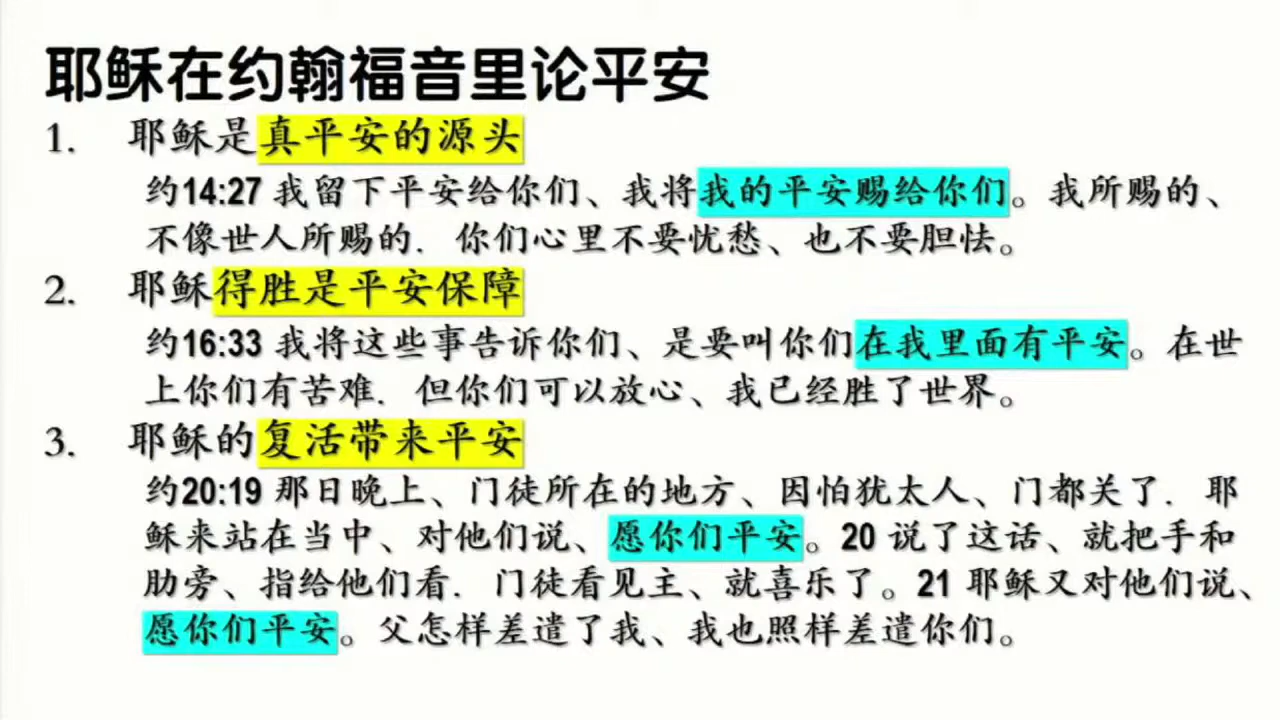 耶稣在约翰福音里论平安
1. 耶稣是真平安的源头
约14:27 我留下平安给你们、我将我的平安赐给你们。我所赐的、
不像世人所赐的．你们心里不要忧愁、也不要胆怯。
2. 耶稣得胜是平安保障
约16:33 我将这些事告诉你们、是要叫你们在我里面有平安。在世
上你们有苦难．但你们可以放心、我已经胜了世界。
3. 耶稣的复活带来平安
约20:19 那日晚上、门徒所在的地方、因怕犹太人、门都关了．耶
稣来站在当中、对他们说、愿你们平安。20 说了这话、就把手和
肋旁、指给他们看．门徒看见主、就喜乐了。21 耶稣又对他们说、
愿你们平安。父怎样差遣了我、我也照样差遣你们。